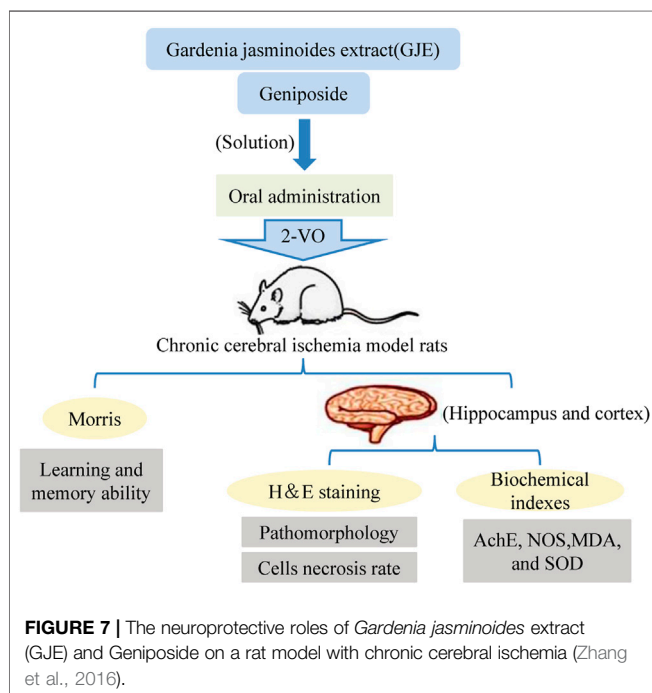 Gardenia jasminoides extract(GJE)
Geniposide
(Solution)
Oral administration
2-VO
Chronic cerebral ischemia model rats
Morris
(Hippocampus and cortex)
Learning and
memory ability
H&E staining
Pathomorphology
Cells necrosis rate
Biochemical
indexes
AchE, NOS,MDA,
and SOD
FIGURE 7 | The neuroprotective roles of Gardenia jasminoides extract
(GJE) and Geniposide on a rat model with chronic cerebral ischemia (Zhang
et al., 2016).